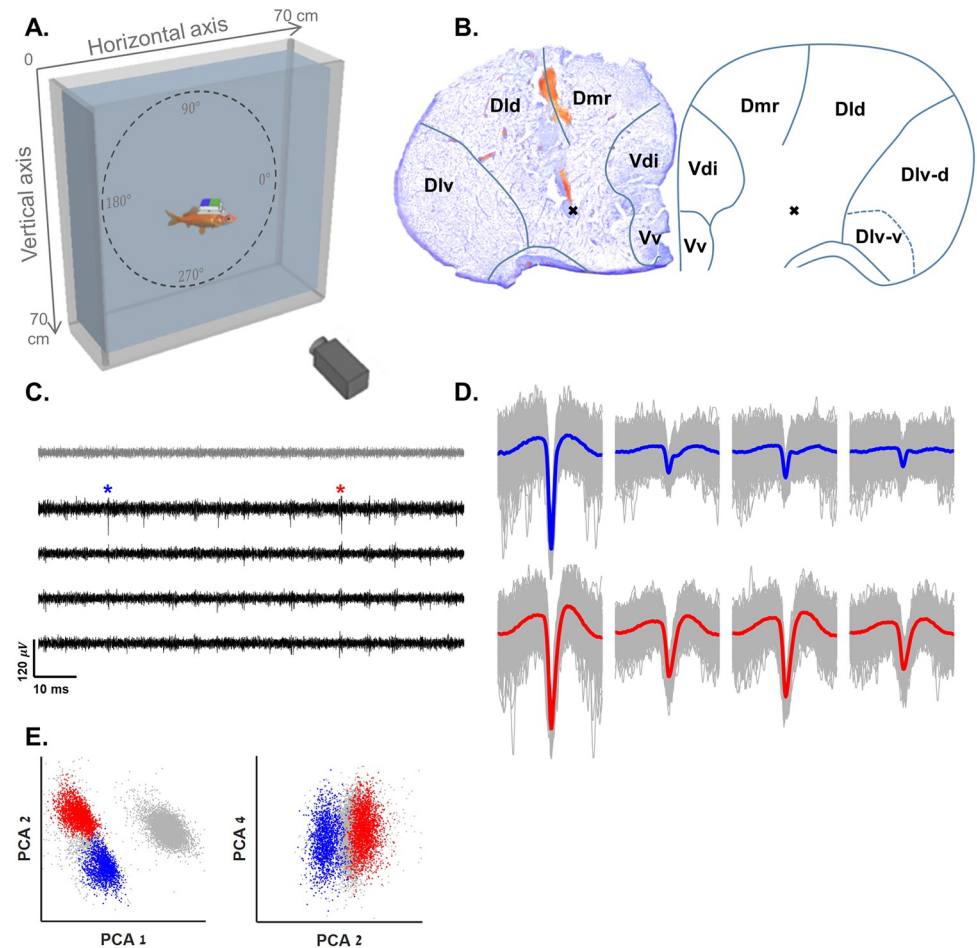 A.
Horizontal axis
70 cm
0
Vertical axis
70
cm
90°
0°
180°
270°
B.
Dld
Dmr
Dlv
Vdi
Vv
Dmr
Dld
Vdi
Dlv-d
Dlv-v
Vv
C.
*
*
120 µV
10 ms
D.
E.
PCA 2
PCA 1
PCA 4
PCA 2